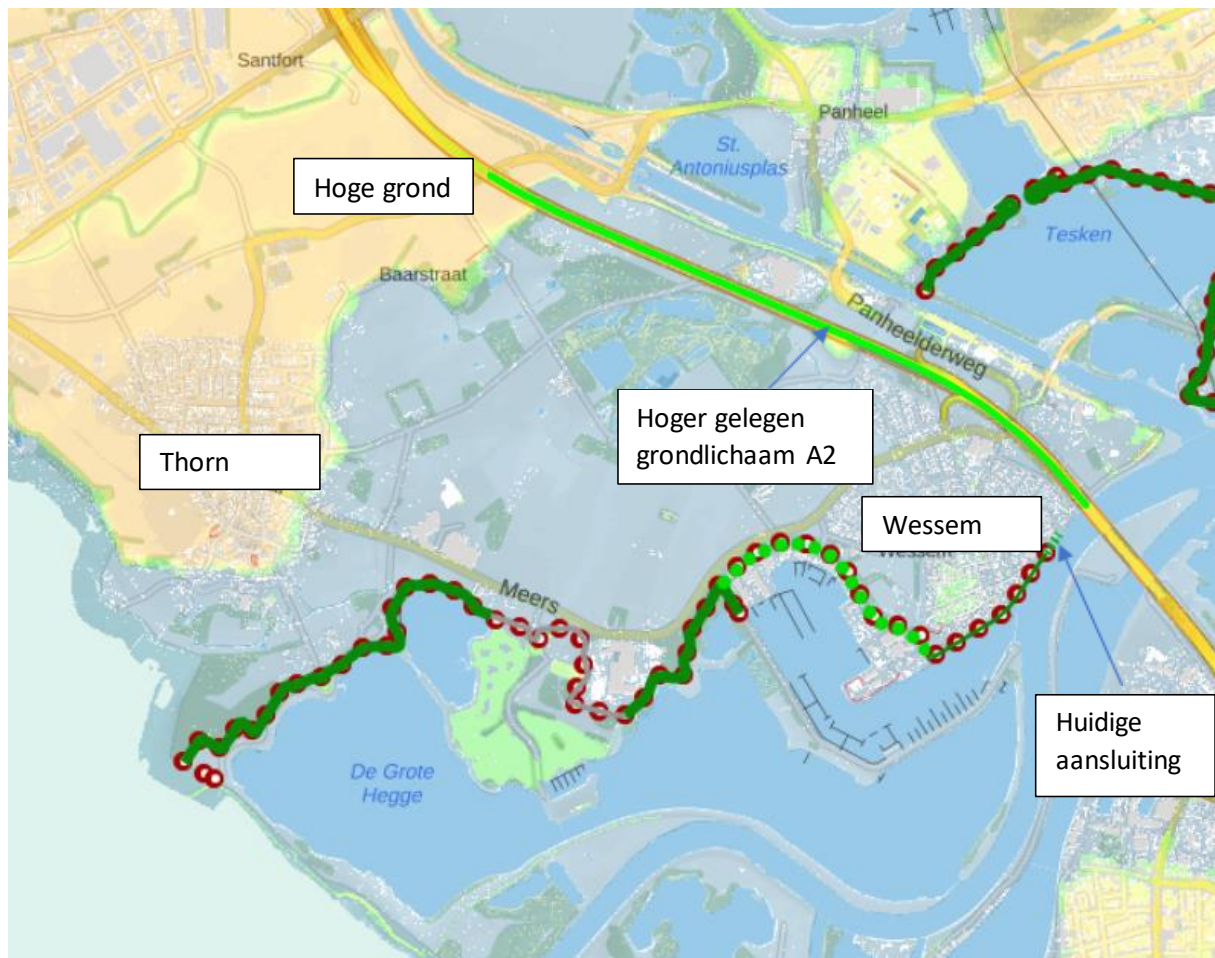 Santfort
Panheel
St.
Antoniusplas
Hoge grond
Tesken
Baarstraat
Panheelderweg
Hoger gelegen
grondlichaam A2
Thorn
Wessem
Wessem
Meers
Huidige
aansluiting
De Grote
Hegge